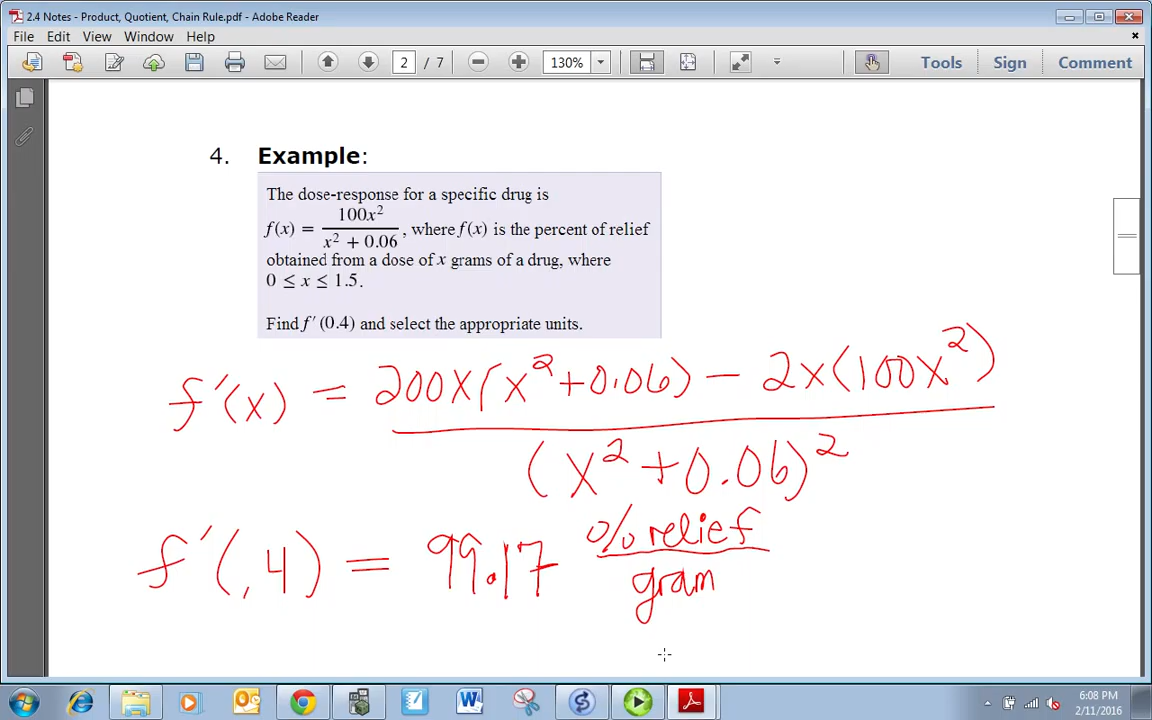 2.4 Notes - Product, Quotient, Chain Rule.pdf - Adobe Reader
File Edit View Window Help
2 / 7 130% Tools Sign Comment
4. Example:
The dose-response for a specific drug is
f(x) = 100x² / (x² + 0.06), where f(x) is the percent of relief
obtained from a dose of x grams of a drug, where
0 ≤ x ≤ 1.5.
Find f′(0.4) and select the appropriate units.
f'(x) = 200x(x² + 0.06) − 2x(100x²)
(x² + 0.06)²
f'(.4) = 99.17 % relief
gram
6:08 PM
2/11/2016